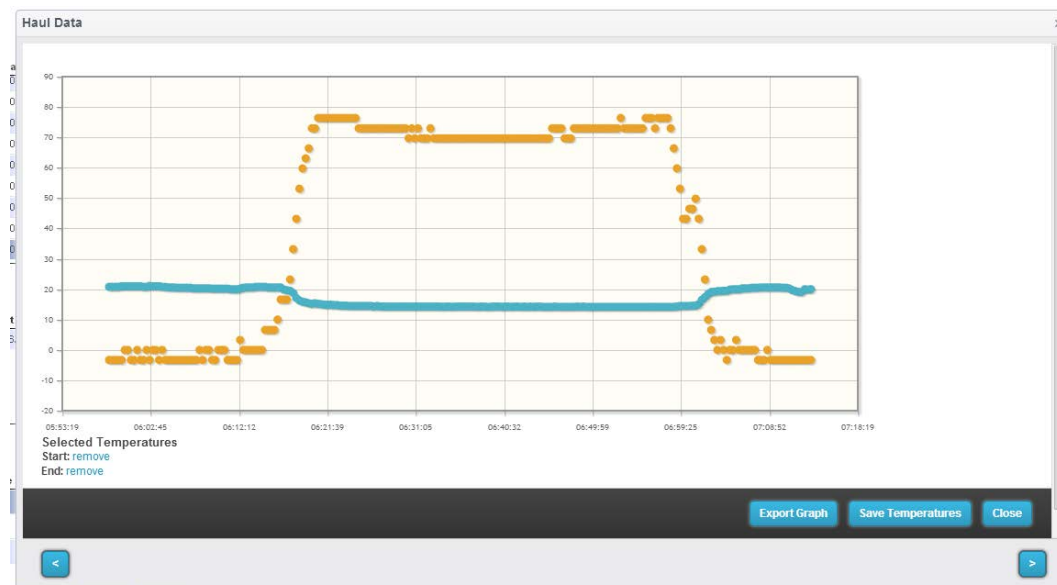 Haul Data
90
80
70
60
50
40
30
20
10
0
-10
-20
05:53:19 06:02:45 06:12:12 06:21:39 06:31:05 06:40:32 06:49:59 06:59:25 07:08:52 07:18:19
Selected Temperatures
Start: remove
End: remove
Export Graph Save Temperatures Close
< >